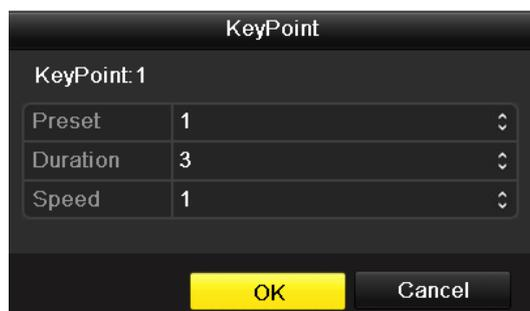 KeyPoint
KeyPoint:1
Preset 1
Duration 3
Speed 1
OK Cancel